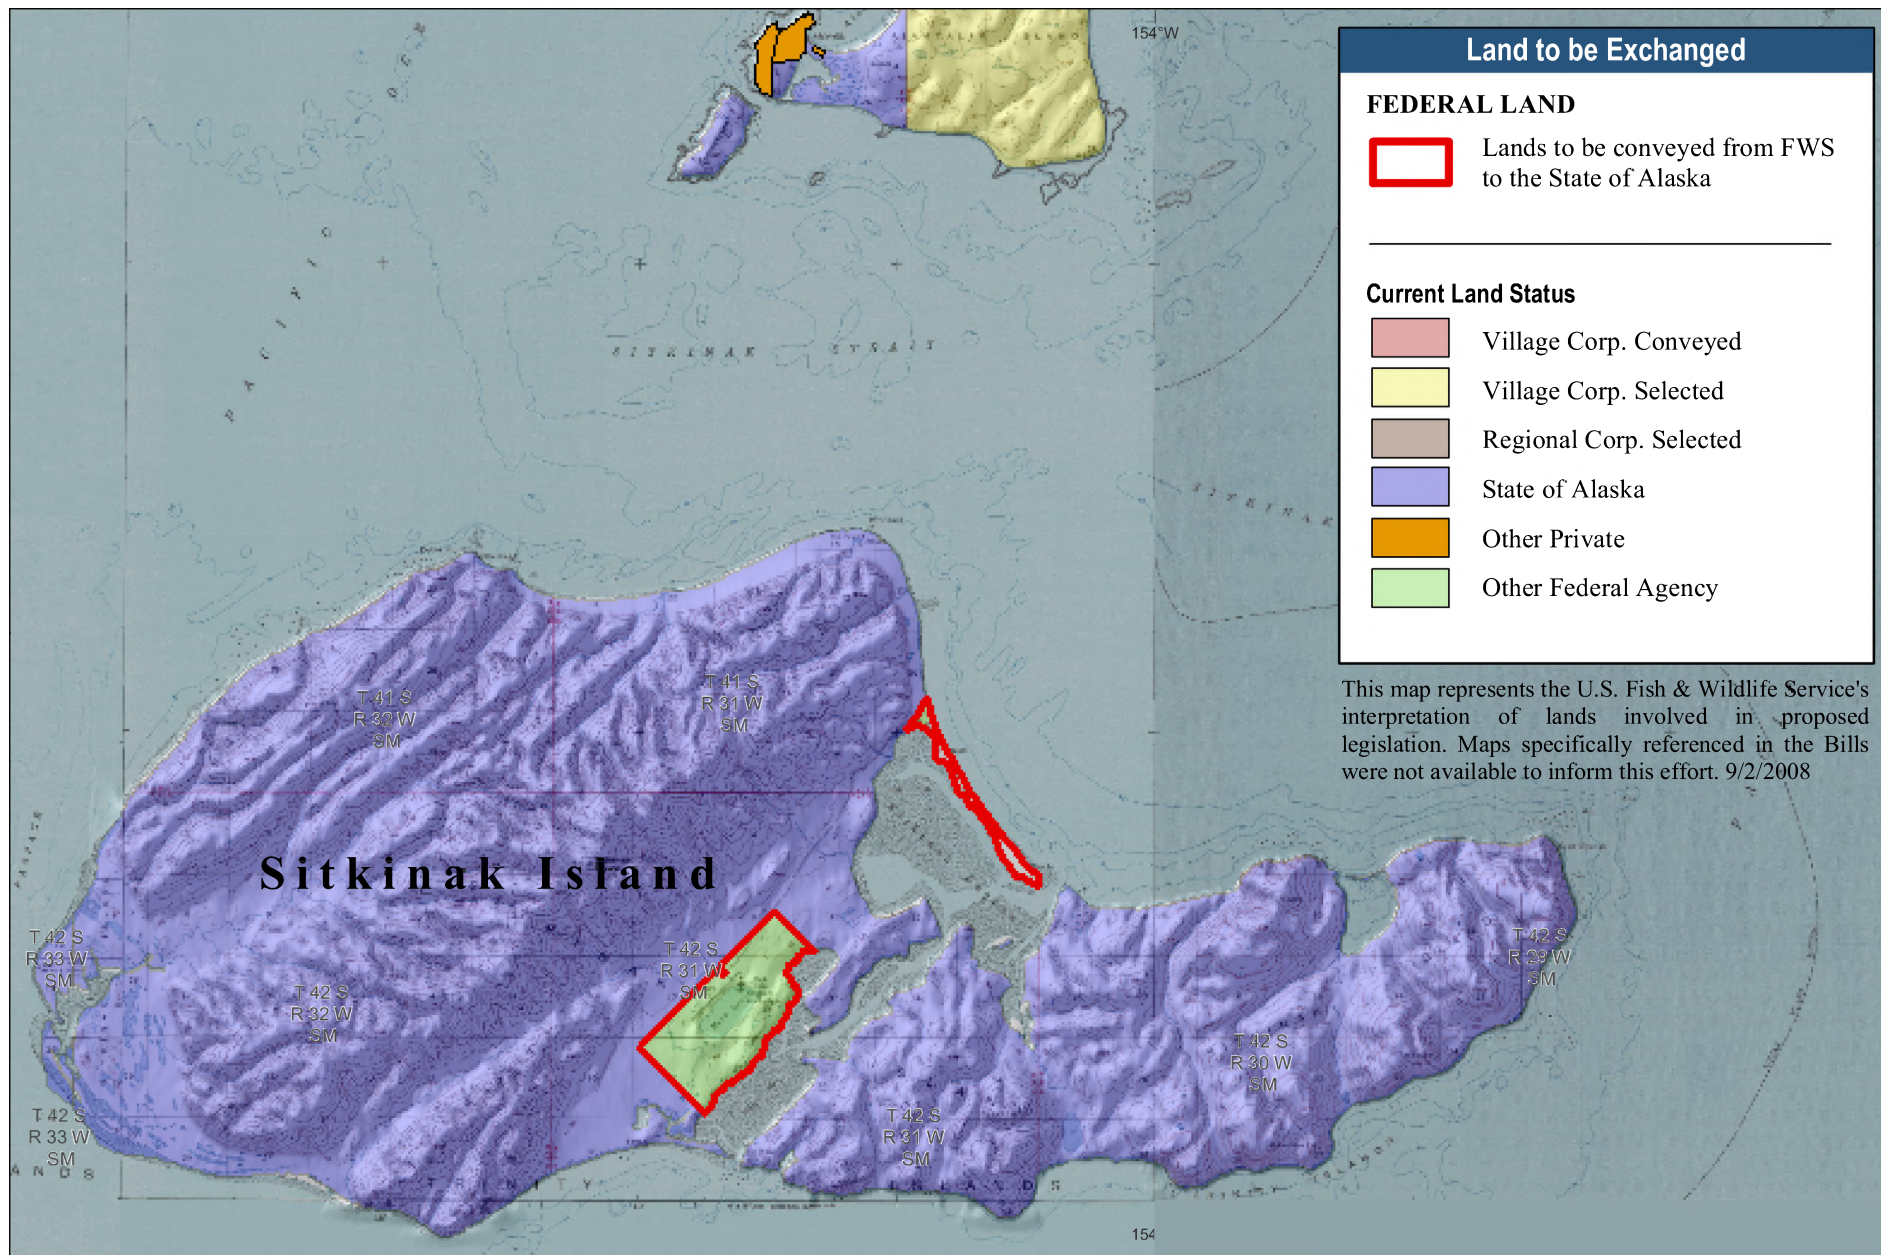 Land to be Exchanged
FEDERAL LAND
Lands to be conveyed from FWS
to the State of Alaska
Current Land Status
Village Corp. Conveyed
Village Corp. Selected
Regional Corp. Selected
State of Alaska
Other Private
Other Federal Agency
This map represents the U.S. Fish & Wildlife Service's
interpretation of lands involved in proposed
legislation. Maps specifically referenced in the Bills
were not available to inform this effort. 9/2/2008
154°W
SITKINAK STRAIT
SITKINAK
T 41 S
R 32 W
SM
T 41 S
R 31 W
SM
Sitkinak Island
T 42 S
R 33 W
SM
T 42 S
R 32 W
SM
T 42 S
R 31 W
SM
T 42 S
R 29 W
SM
T 42 S
R 30 W
SM
T 42 S
R 33 W
SM
T 42 S
R 31 W
SM
ANDS
TRINITY
ISLANDS
154